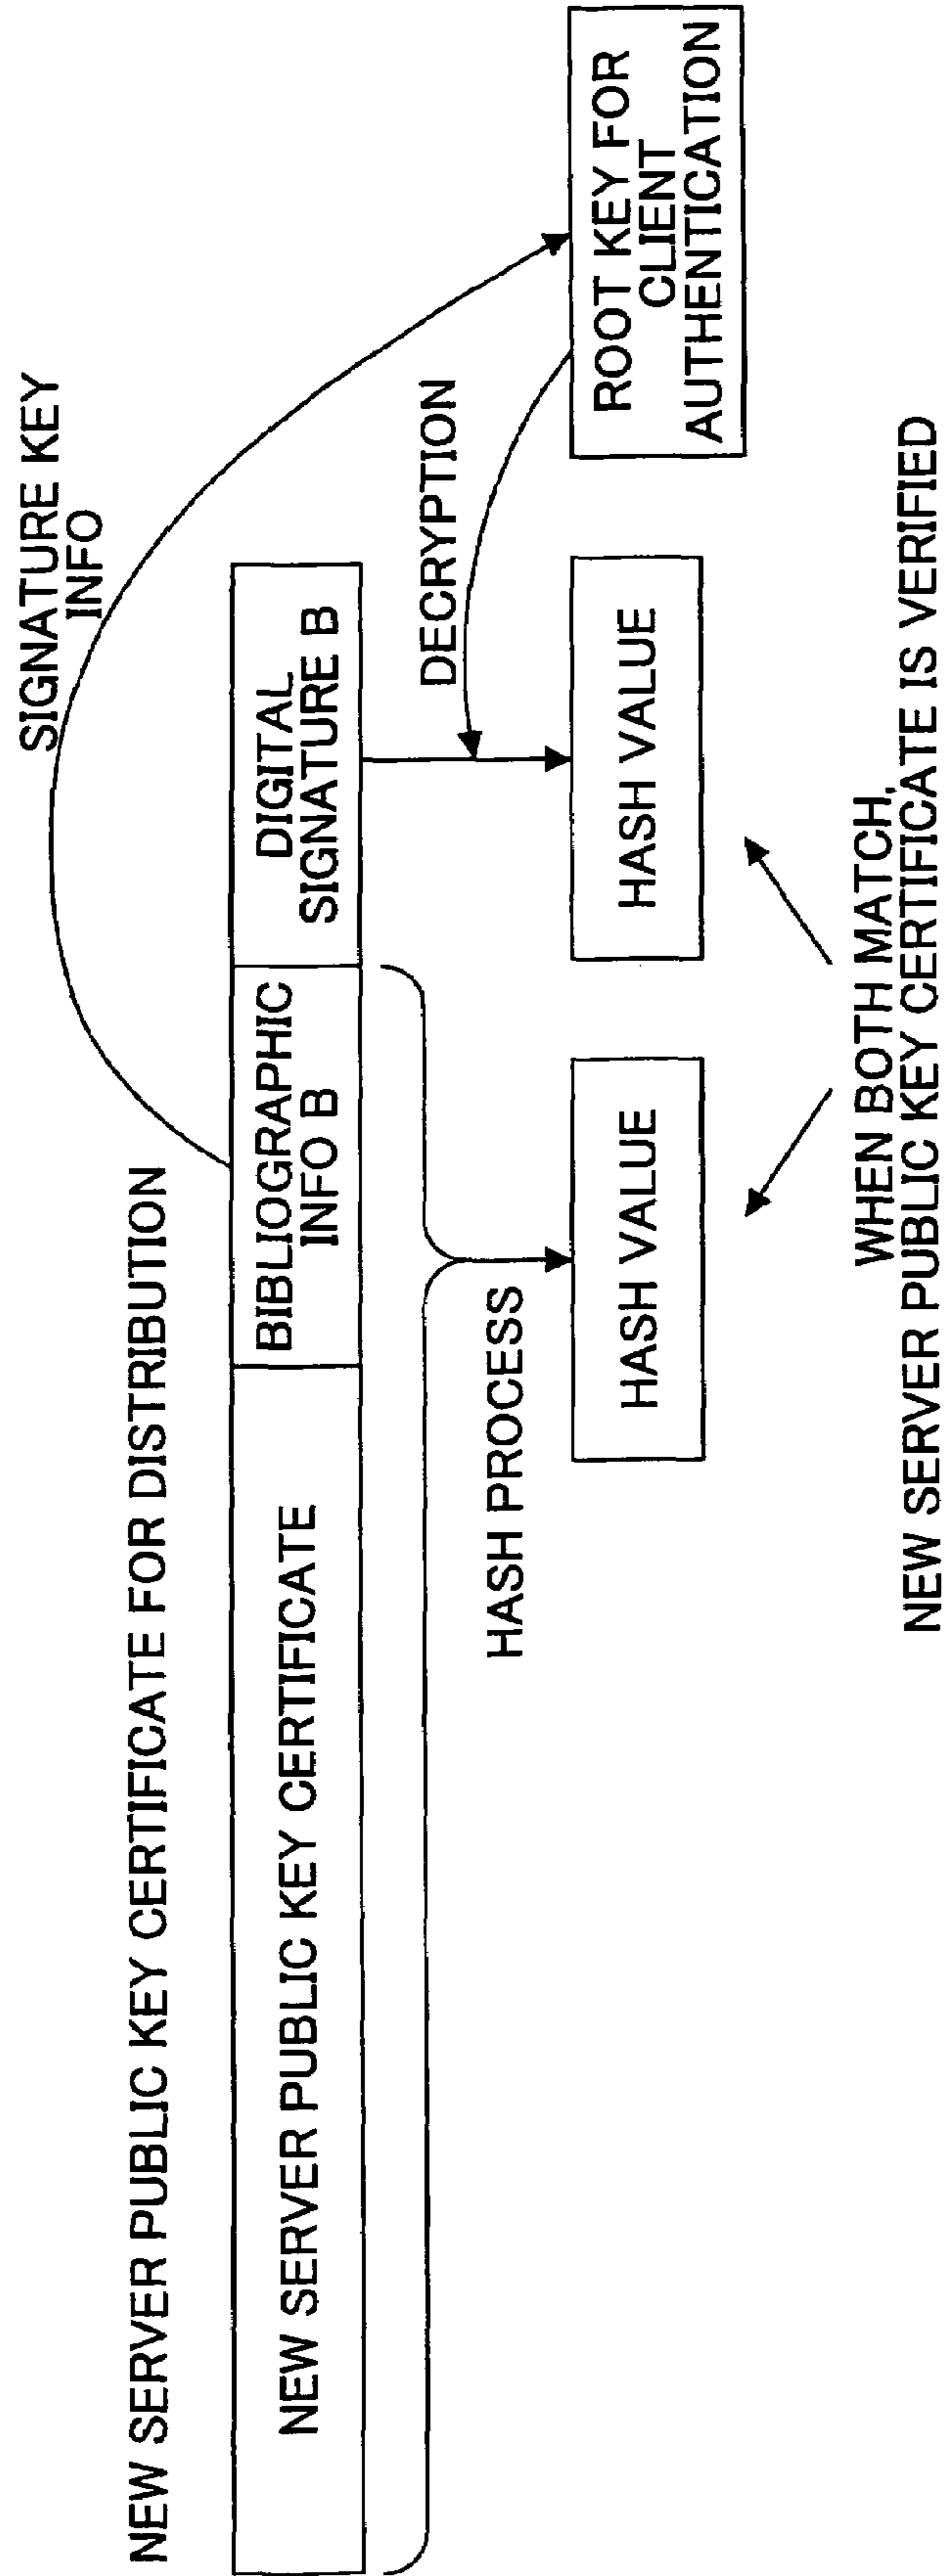 NEW SERVER PUBLIC KEY CERTIFICATE FOR DISTRIBUTION
SIGNATURE KEY
INFO
NEW SERVER PUBLIC KEY CERTIFICATE
BIBLIOGRAPHIC
INFO B
DIGITAL
SIGNATURE B
HASH PROCESS
DECRYPTION
HASH VALUE
HASH VALUE
ROOT KEY FOR
CLIENT
AUTHENTICATION
WHEN BOTH MATCH,
NEW SERVER PUBLIC KEY CERTIFICATE IS VERIFIED